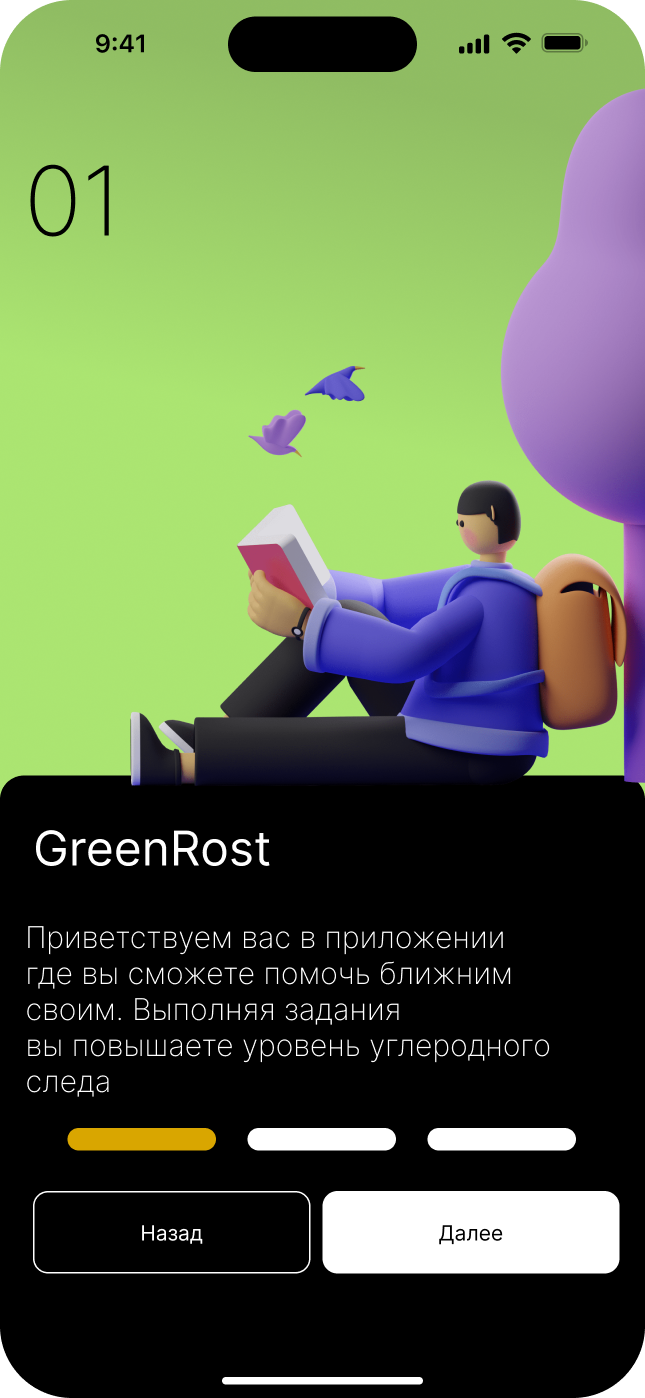 9:41
01
GreenRost
Приветствуем вас в приложении
где вы сможете помочь ближним
своим. Выполняя задания
вы повышаете уровень углеродного
следа
Назад
Далее